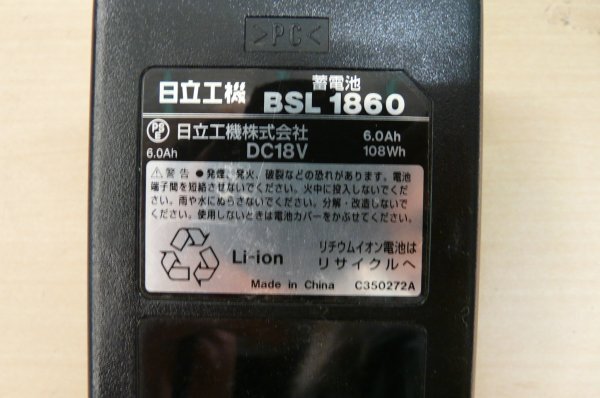 >PC<
蓄電池
日立工機 BSL 1860
PSE 日立工機株式会社 6.0Ah
6.0Ah DC18V 108Wh
⚠警告 ●発煙、発火、破裂などの恐れがあります。電池
端子間を短絡させないでください。火中に投入しないでくだ
さい。雨や水にぬらさないでください。分解・改造しないで
ください。使用しないときは電池カバーをかぶせてください。
Li-ion リチウムイオン電池は
リサイクルへ
Made in China C350272A